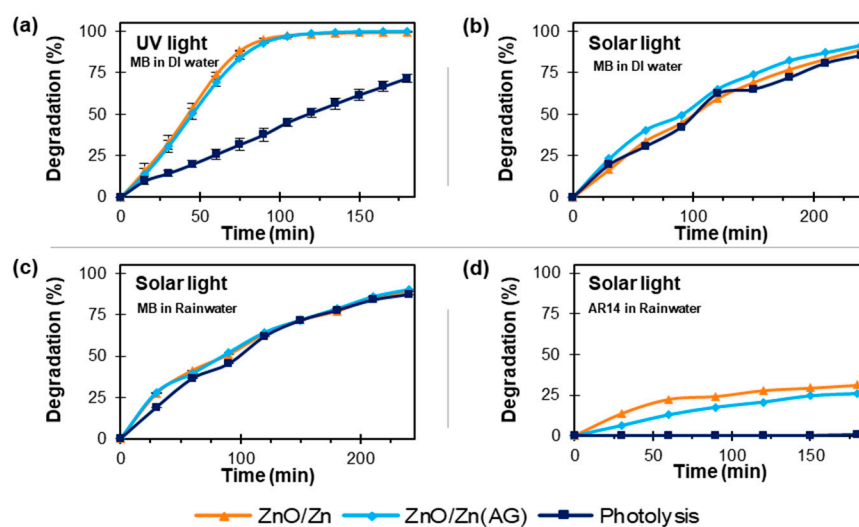 (a)
UV light
MB in DI water
Degradation (%)
100
75
50
25
0
0
50
100
150
Time (min)
(b)
Solar light
MB in DI water
Degradation (%)
100
75
50
25
0
0
100
200
Time (min)
(c)
Solar light
MB in Rainwater
Degradation (%)
100
75
50
25
0
0
100
200
Time (min)
(d)
Solar light
AR14 in Rainwater
Degradation (%)
100
75
50
25
0
0
50
100
150
Time (min)
ZnO/Zn ZnO/Zn(AG) Photolysis